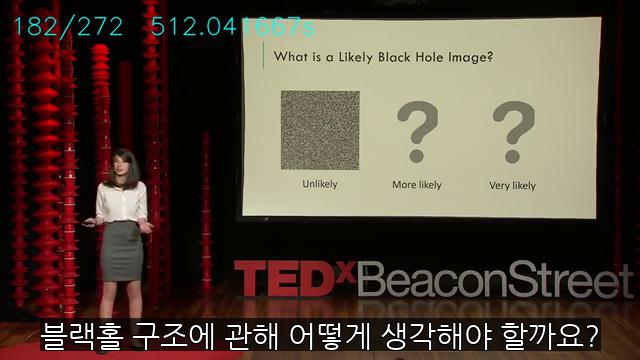 182/272 512.041667s
What is a Likely Black Hole Image?
Unlikely
More likely
Very likely
TEDxBeaconStreet
블랙홀 구조에 관해 어떻게 생각해야 할까요?